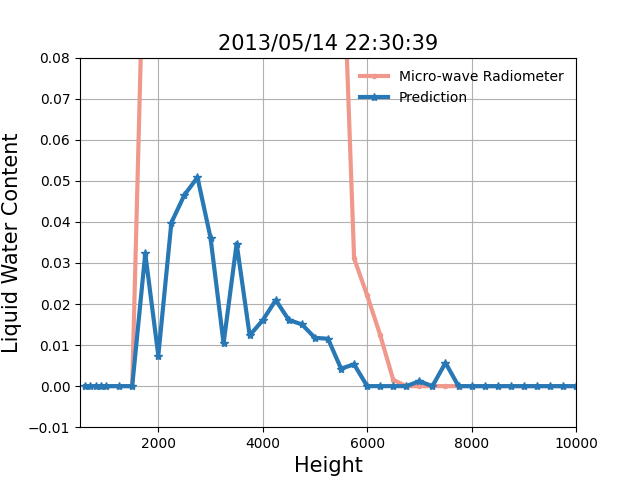 2013/05/14 22:30:39
Micro-wave Radiometer
Prediction
Liquid Water Content
0.08
0.07
0.06
0.05
0.04
0.03
0.02
0.01
0.00
−0.01
2000 4000 6000 8000 10000
Height